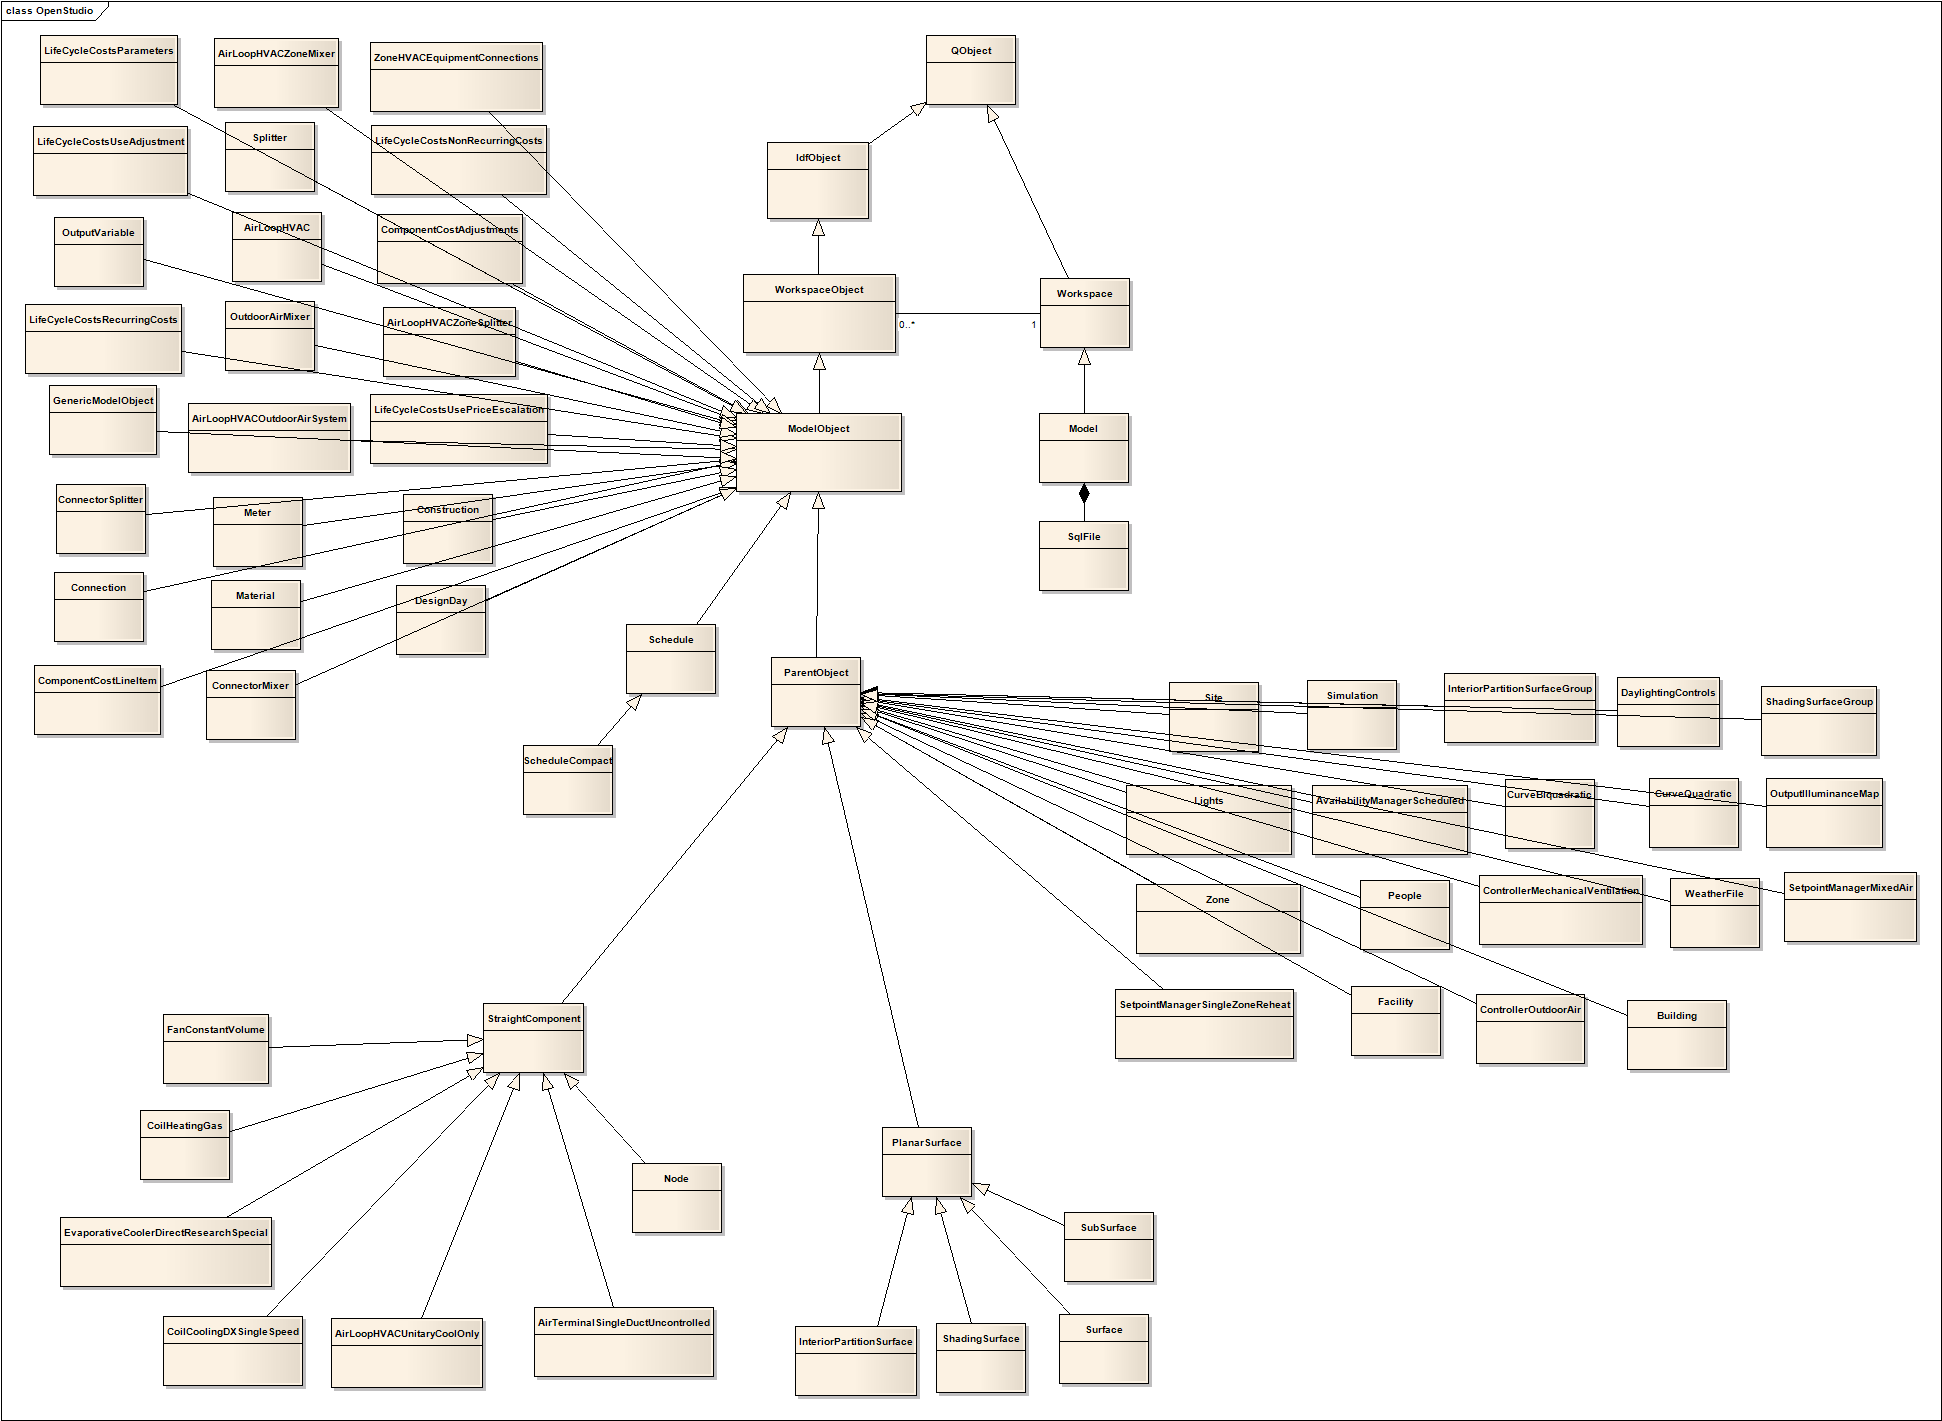 class OpenStudio
LifeCycleCostsParameters
AirLoopHVACZoneMixer
ZoneHVACEquipmentConnections
QObject
LifeCycleCostsUseAdjustment
Splitter
LifeCycleCostsNonRecurringCosts
IdfObject
OutputVariable
AirLoopHVAC
ComponentCostAdjustments
WorkspaceObject
Workspace
0..*
1
LifeCycleCostsRecurringCosts
OutdoorAirMixer
AirLoopHVACZoneSplitter
GenericModelObject
AirLoopHVACOutdoorAirSystem
LifeCycleCostsUsePriceEscalation
ModelObject
Model
ConnectorSplitter
Meter
Construction
SqlFile
Connection
Material
DesignDay
Schedule
ComponentCostLineItem
ConnectorMixer
ParentObject
Site
Simulation
InteriorPartitionSurfaceGroup
DaylightingControls
ShadingSurfaceGroup
ScheduleCompact
Lights
AvailabilityManagerScheduled
CurveBiquadratic
CurveQuadratic
OutputIlluminanceMap
Zone
People
ControllerMechanicalVentilation
WeatherFile
SetpointManagerMixedAir
SetpointManagerSingleZoneReheat
Facility
ControllerOutdoorAir
Building
StraightComponent
FanConstantVolume
CoilHeatingGas
PlanarSurface
Node
EvaporativeCoolerDirectResearchSpecial
SubSurface
CoilCoolingDXSingleSpeed
AirLoopHVACUnitaryCoolOnly
AirTerminalSingleDuctUncontrolled
InteriorPartitionSurface
ShadingSurface
Surface